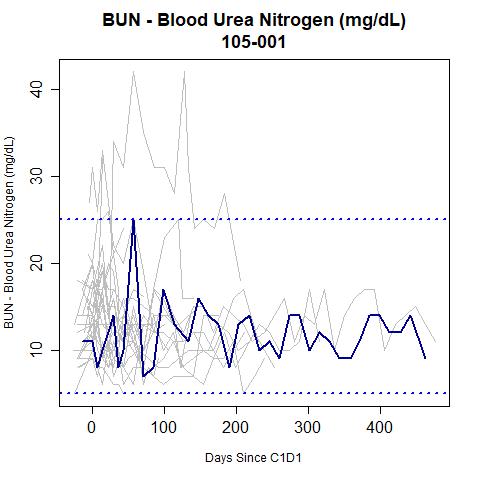 BUN - Blood Urea Nitrogen (mg/dL)
105-001
BUN - Blood Urea Nitrogen (mg/dL)
40
30
20
10
0 100 200 300 400
Days Since C1D1